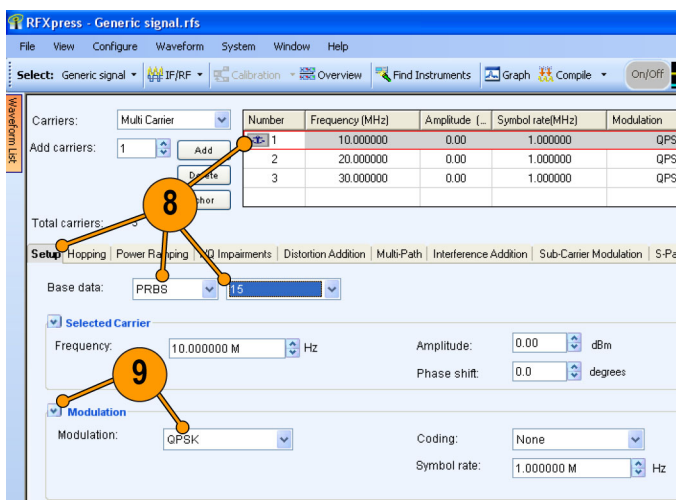 RFXpress - Generic signal.rfs
File View Configure Waveform System Window Help
Select: Generic signal IF/RF Calibration Overview Find Instruments Graph Compile On/Off
Waveform List
Carriers: Multi Carrier
Add carriers: 1 Add
Number Frequency (MHz) Amplitude (... Symbol rate(MHz) Modulation
1 10.000000 0.00 1.000000 QPS
2 20.000000 0.00 1.000000 QPS
3 30.000000 0.00 1.000000 QPS
8
Total carriers:
Setup Hopping Power Ramping I/Q Impairments Distortion Addition Multi-Path Interference Addition Sub-Carrier Modulation S-Pa
Base data: PRBS 15
Selected Carrier
Frequency: 10.000000 M Hz Amplitude: 0.00 dBm
Phase shift: 0.0 degrees
9
Modulation
Modulation: QPSK Coding: None
Symbol rate: 1.000000 M Hz